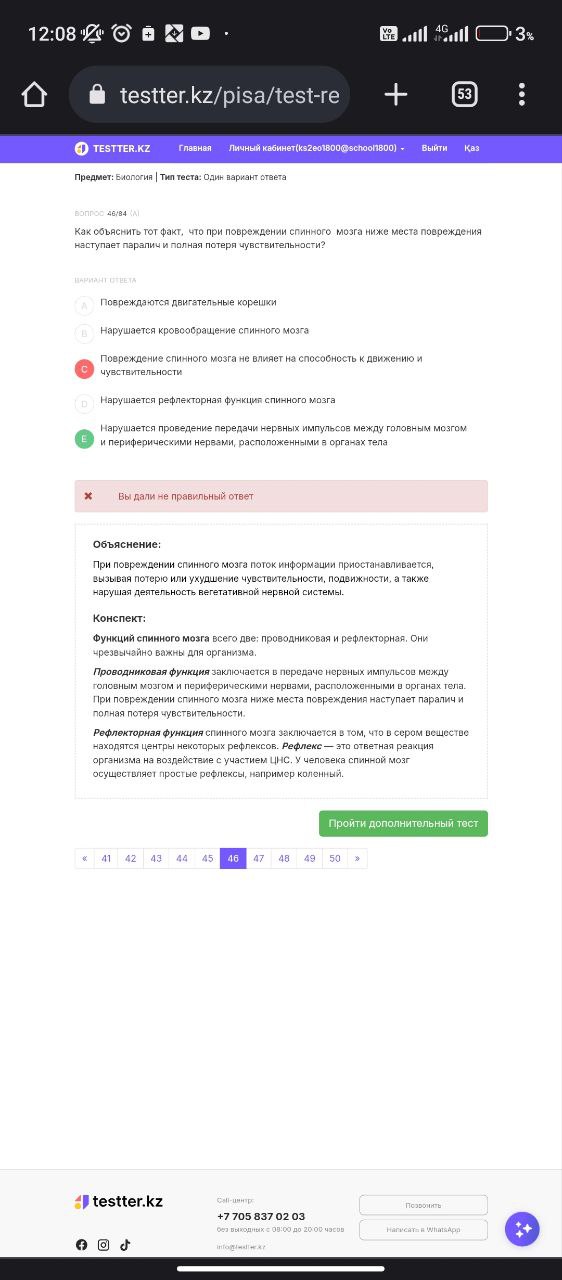 12:08
Vo LTE
4G
3%
testter.kz/pisa/test-re
53
TESTTER.KZ Главная Личный кабинет(ks2eo1800@school1800) Выйти Қаз
Предмет: Биология | Тип теста: Один вариант ответа
ВОПРОС 46/84 (A)
Как объяснить тот факт, что при повреждении спинного мозга ниже места повреждения
наступает паралич и полная потеря чувствительности?
ВАРИАНТ ОТВЕТА
A Повреждаются двигательные корешки
B Нарушается кровообращение спинного мозга
C Повреждение спинного мозга не влияет на способность к движению и
чувствительности
D Нарушается рефлекторная функция спинного мозга
E Нарушается проведение передачи нервных импульсов между головным мозгом
и периферическими нервами, расположенными в органах тела
Вы дали не правильный ответ
Объяснение:
При повреждении спинного мозга поток информации приостанавливается,
вызывая потерю или ухудшение чувствительности, подвижности, а также
нарушая деятельность вегетативной нервной системы.
Конспект:
Функций спинного мозга всего две: проводниковая и рефлекторная. Они
чрезвычайно важны для организма.
Проводниковая функция заключается в передаче нервных импульсов между
головным мозгом и периферическими нервами, расположенными в органах тела.
При повреждении спинного мозга ниже места повреждения наступает паралич и
полная потеря чувствительности.
Рефлекторная функция спинного мозга заключается в том, что в сером веществе
находятся центры некоторых рефлексов. Рефлекс — это ответная реакция
организма на воздействие с участием ЦНС. У человека спинной мозг
осуществляет простые рефлексы, например коленный.
Пройти дополнительный тест
« 41 42 43 44 45 46 47 48 49 50 »
testter.kz
Call-центр:
+7 705 837 02 03
без выходных с 08:00 до 20:00 часов
info@testter.kz
Позвонить
Написать в WhatsApp